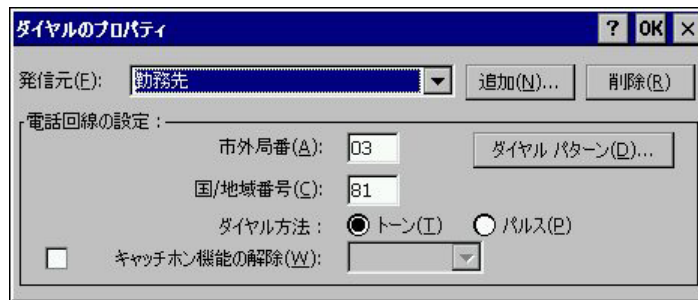 ダイヤルのプロパティ ? OK ×
発信元(F): 勤務先 追加(N)... 削除(R)
電話回線の設定:
市外局番(A): 03 ダイヤル パターン(D)...
国/地域番号(C): 81
ダイヤル方法: トーン(T) パルス(P)
キャッチホン機能の解除(W):